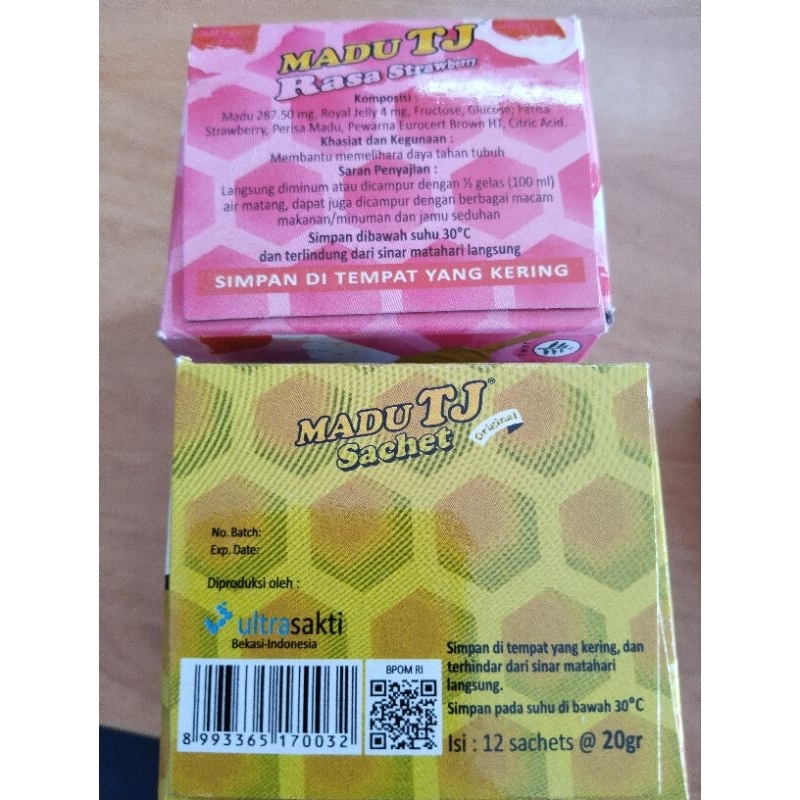 MADU TJ
Rasa Strawberry
Komposisi :
Madu 287.50 mg, Royal Jelly 4 mg, Fructose, Glucose, Perisa
Strawberry, Perisa Madu, Pewarna Eurocert Brown HT, Citric Acid.
Khasiat dan Kegunaan :
Membantu memelihara daya tahan tubuh
Saran Penyajian :
Langsung diminum atau dicampur dengan ½ gelas (100 ml)
air matang, dapat juga dicampur dengan berbagai macam
makanan/minuman dan jamu seduhan
Simpan dibawah suhu 30°C
dan terlindung dari sinar matahari langsung
SIMPAN DI TEMPAT YANG KERING
MADU TJ®
Sachet Original
No. Batch:
Exp. Date:
Diproduksi oleh :
ultrasakti
Bekasi-Indonesia
BPOM RI
8 993365 170032
Simpan di tempat yang kering, dan
terhindar dari sinar matahari
langsung.
Simpan pada suhu di bawah 30°C
Isi : 12 sachets @ 20gr